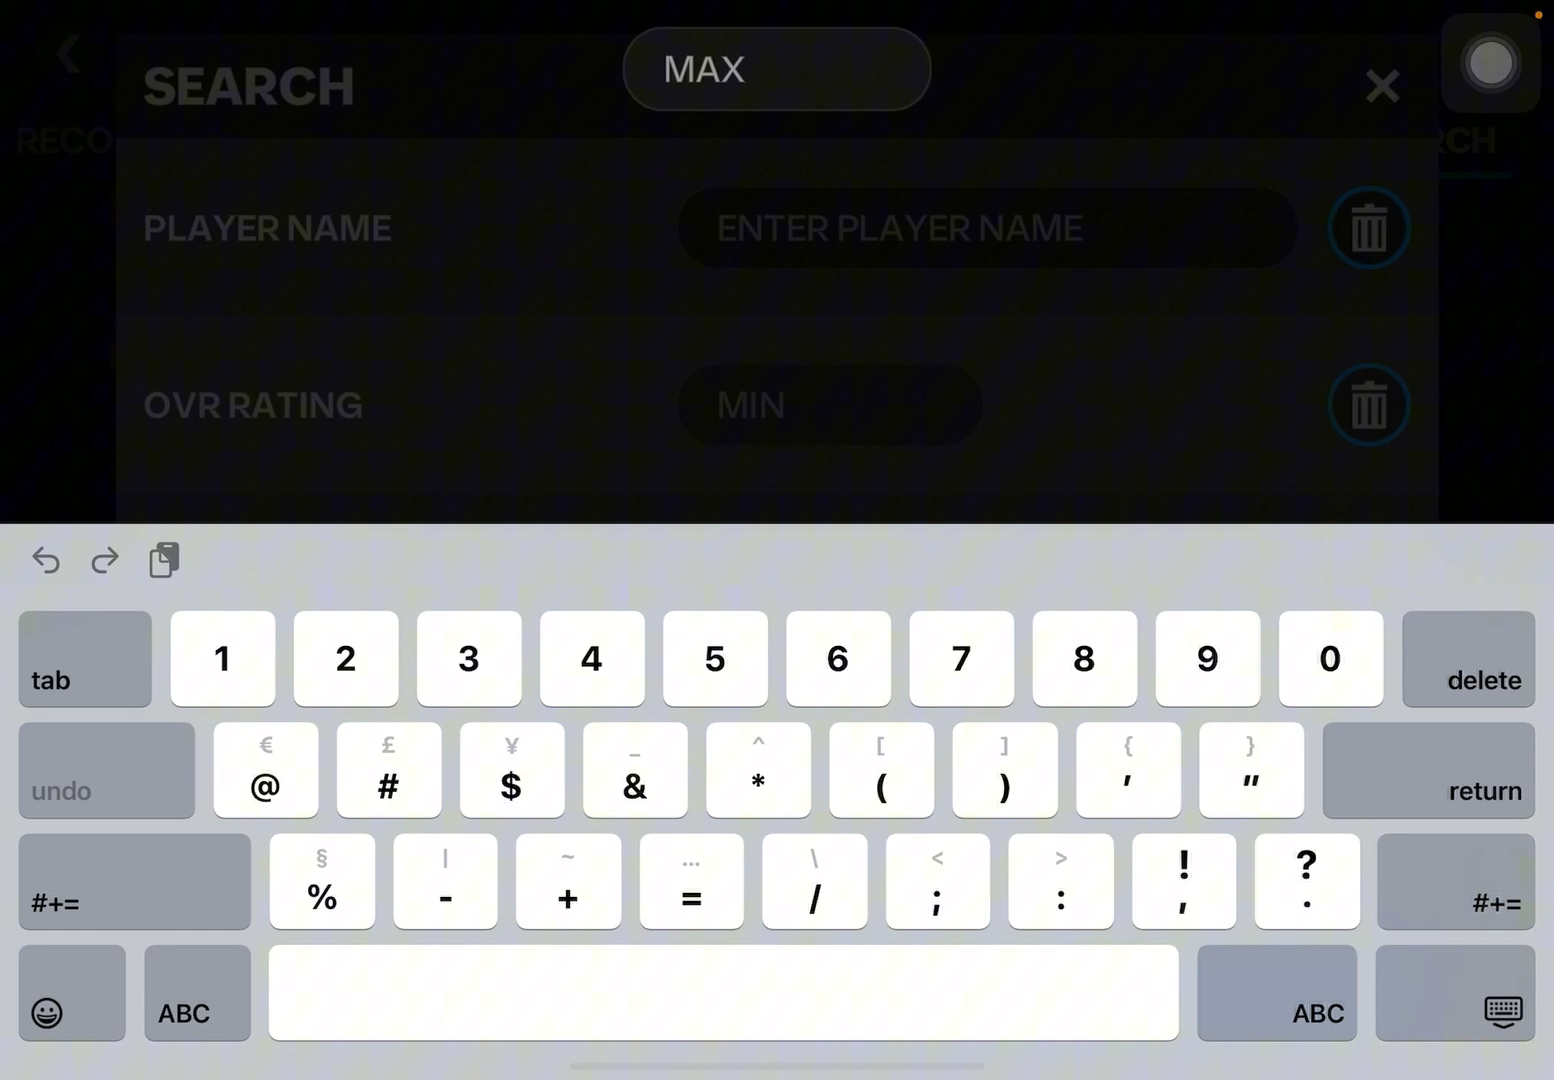 SEARCH
MAX
RECO
RCH
PLAYER NAME
ENTER PLAYER NAME
OVR RATING
MIN
tab
1 2 3 4 5 6 7 8 9 0
delete
undo
€ £ ¥ _ ^ [ ] { }
@ # $ & * ( ) ' "
return
#+=
§ | ~ … \ < > ! ?
% - + = / ; : , .
#+=
ABC
ABC